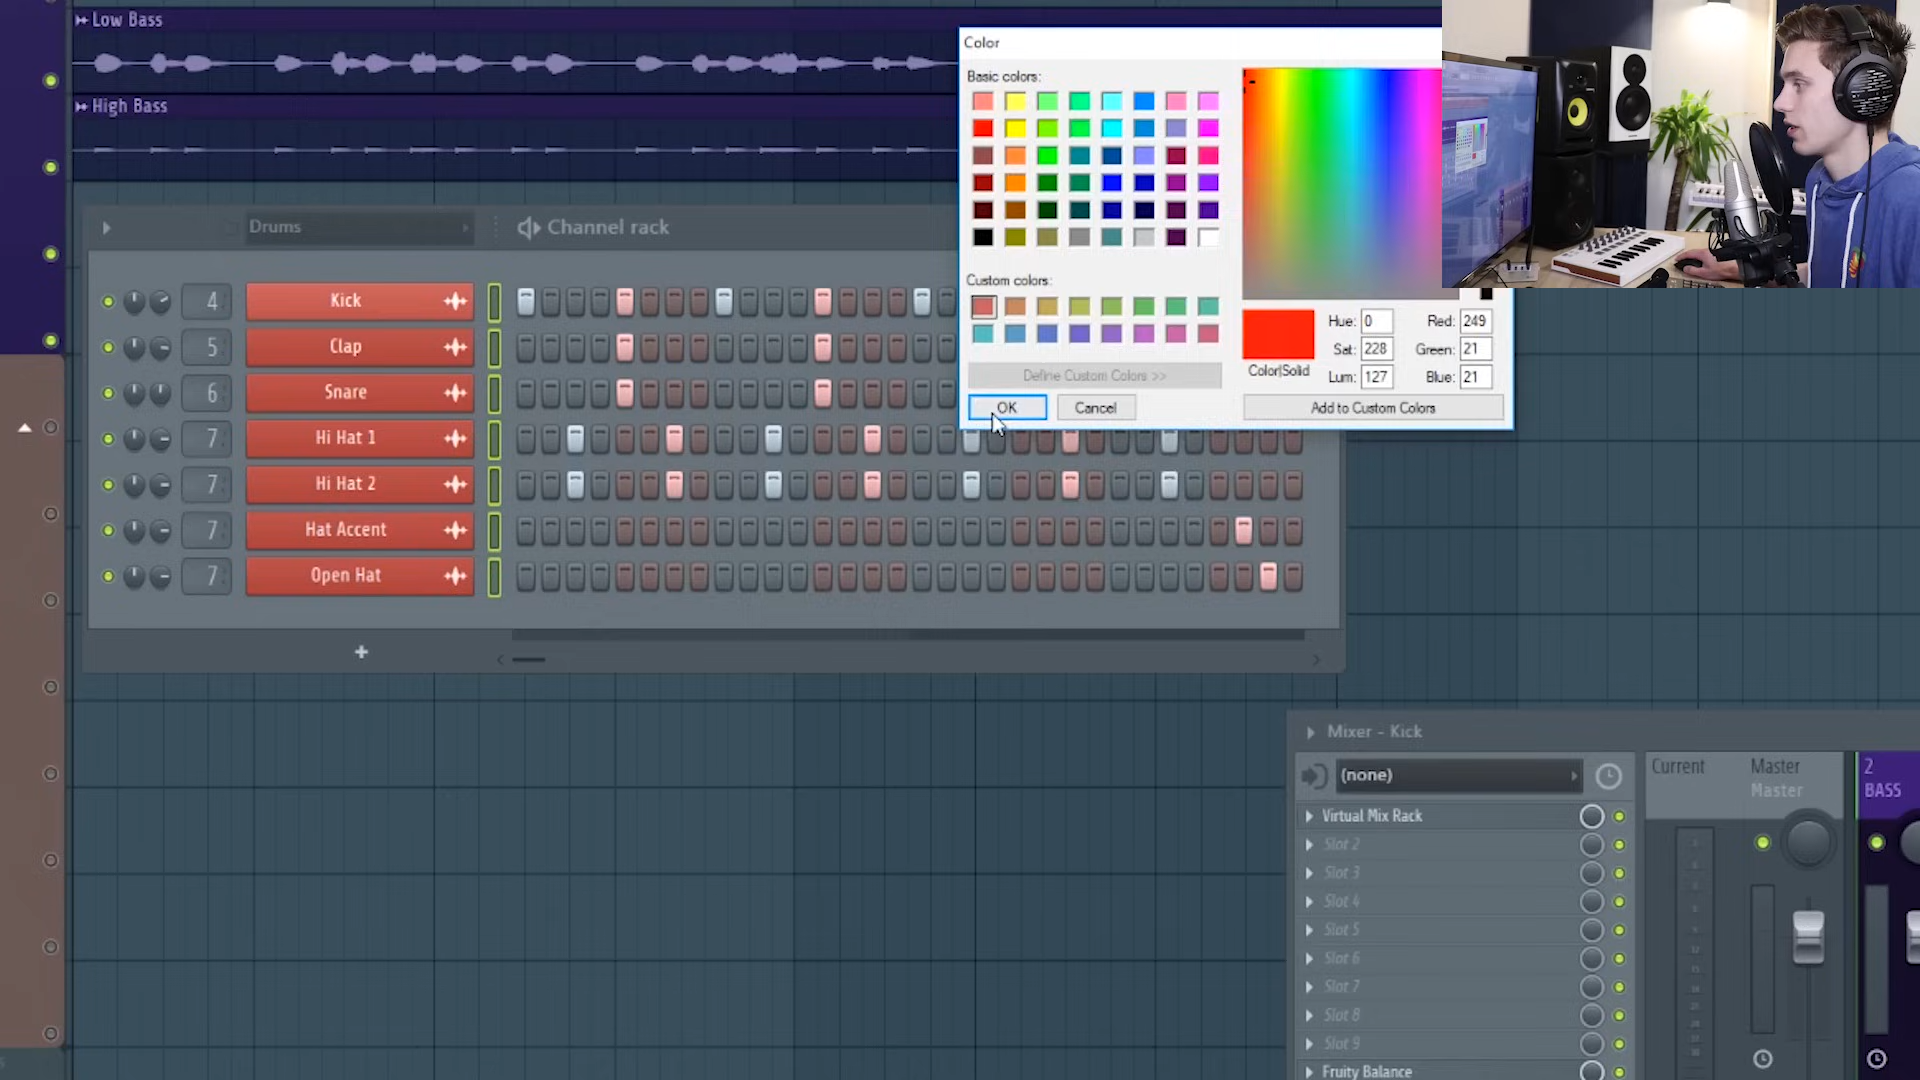 Low Bass
High Bass
Color
Basic colors:
Custom colors:
Define Custom Colors >>
OK
Cancel
Color|Solid
Hue: 0
Sat: 228
Lum: 127
Red: 249
Green: 21
Blue: 21
Add to Custom Colors
Drums
Channel rack
4 Kick
5 Clap
6 Snare
7 Hi Hat 1
7 Hi Hat 2
7 Hat Accent
7 Open Hat
+
Mixer - Kick
(none)
Virtual Mix Rack
Slot 2
Slot 3
Slot 4
Slot 5
Slot 6
Slot 7
Slot 8
Slot 9
Fruity Balance
Current
Master
Master
2
BASS